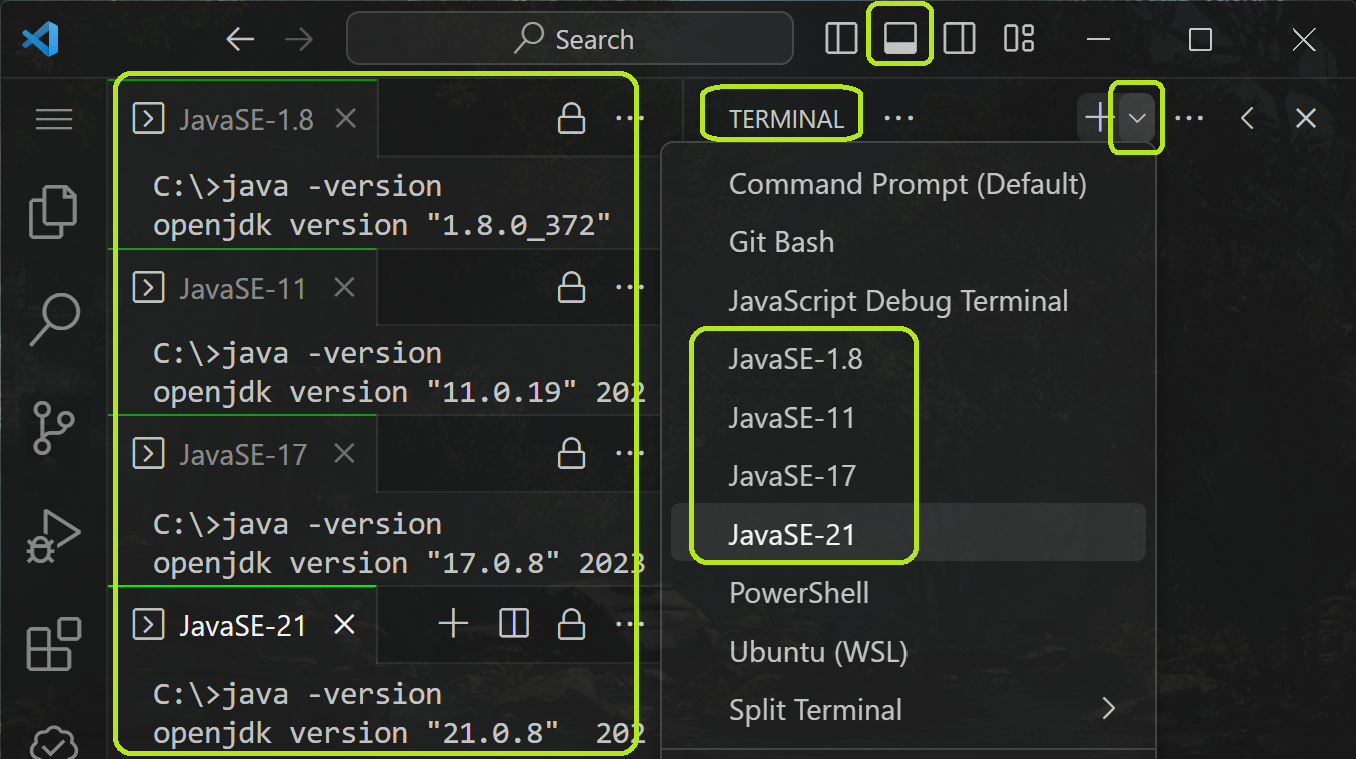 Search
JavaSE-1.8
C:\>java -version
openjdk version "1.8.0_372"
JavaSE-11
C:\>java -version
openjdk version "11.0.19" 202
JavaSE-17
C:\>java -version
openjdk version "17.0.8" 2023
JavaSE-21
C:\>java -version
openjdk version "21.0.8" 202
TERMINAL
Command Prompt (Default)
Git Bash
JavaScript Debug Terminal
JavaSE-1.8
JavaSE-11
JavaSE-17
JavaSE-21
PowerShell
Ubuntu (WSL)
Split Terminal